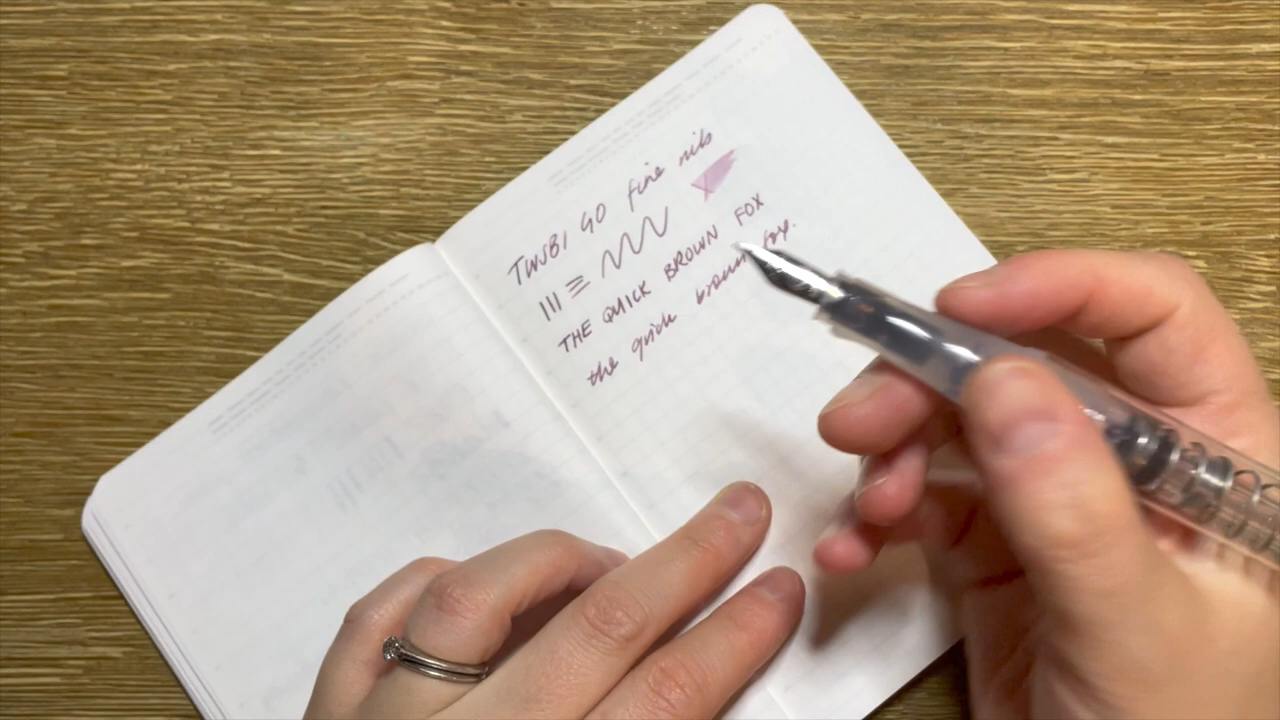 TWSBI GO fine nib
THE QUICK BROWN FOX
the quick brown fox.